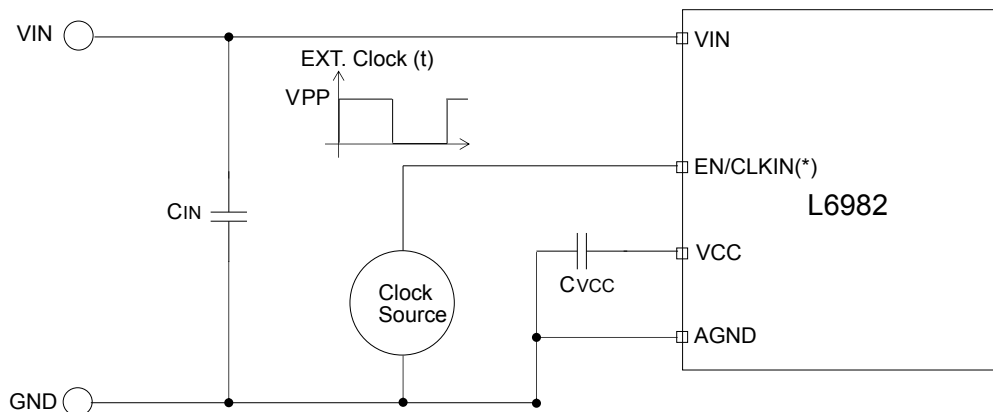 VIN
VIN
EXT. Clock (t)
VPP
EN/CLKIN(*)
L6982
CIN
VCC
CVCC
Clock
Source
AGND
GND